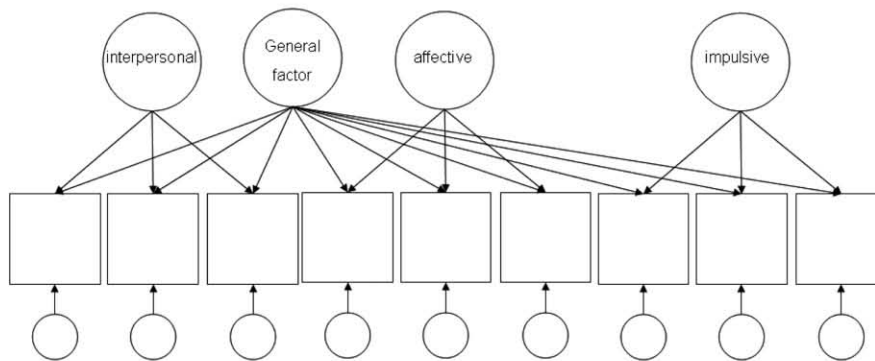 interpersonal
General
factor
affective
impulsive